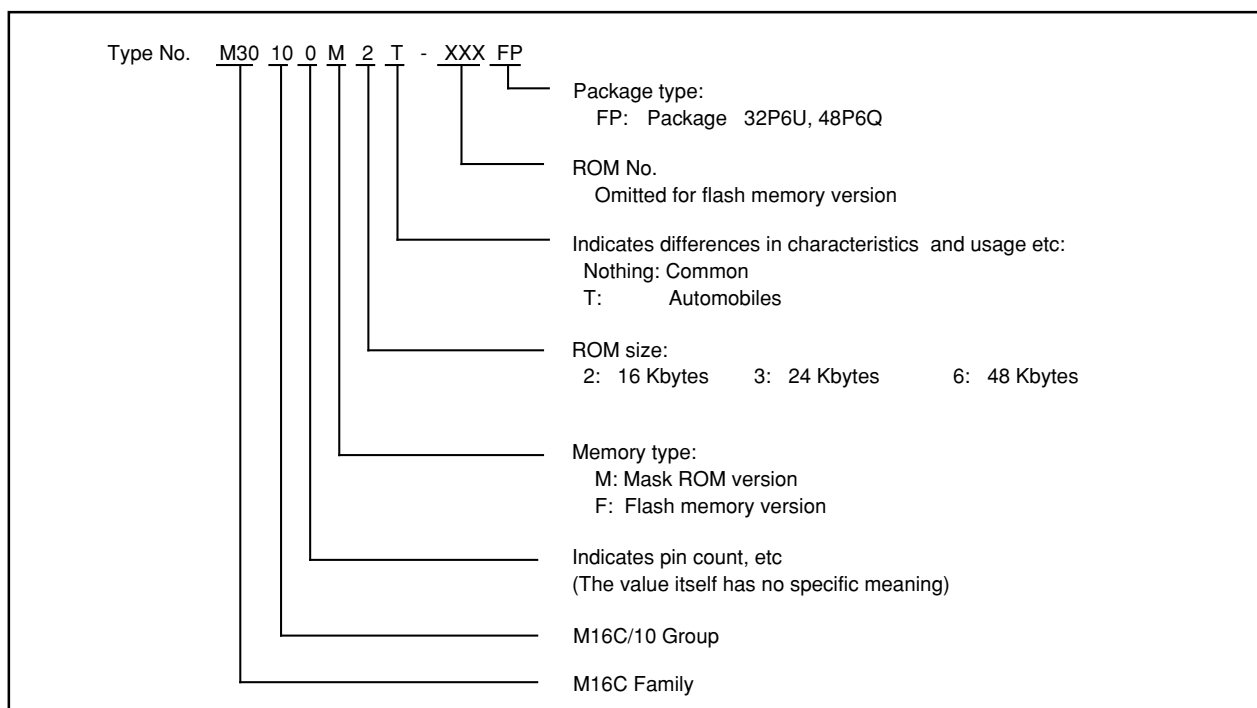 Type No. M30 10 0 M 2 T - XXX FP
Package type:
FP: Package 32P6U, 48P6Q
ROM No.
Omitted for flash memory version
Indicates differences in characteristics and usage etc:
Nothing: Common
T: Automobiles
ROM size:
2: 16 Kbytes 3: 24 Kbytes 6: 48 Kbytes
Memory type:
M: Mask ROM version
F: Flash memory version
Indicates pin count, etc
(The value itself has no specific meaning)
M16C/10 Group
M16C Family